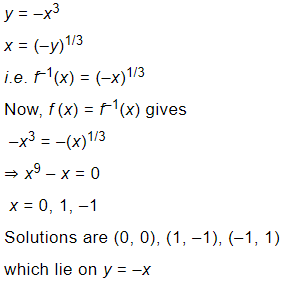 y = –x³
x = (–y)^1/3
i.e. f⁻¹(x) = (–x)^1/3
Now, f (x) = f⁻¹(x) gives
–x³ = –(x)^1/3
⇒ x⁹ – x = 0
x = 0, 1, –1
Solutions are (0, 0), (1, –1), (–1, 1)
which lie on y = –x